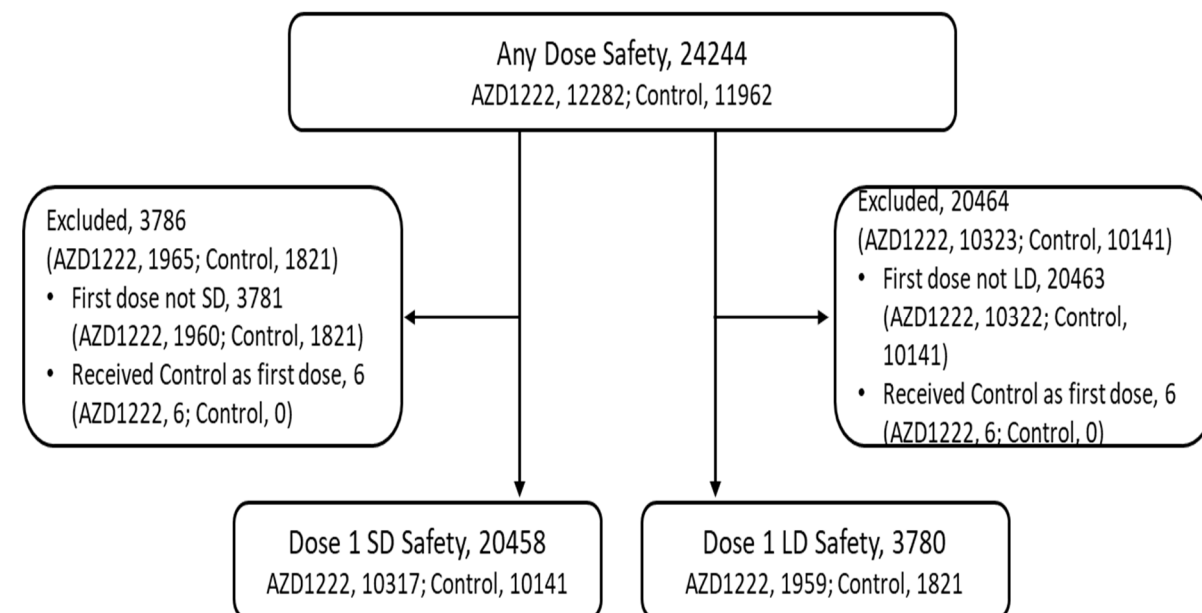 Any Dose Safety, 24244
AZD1222, 12282; Control, 11962
Excluded, 3786
(AZD1222, 1965; Control, 1821)
• First dose not SD, 3781
(AZD1222, 1960; Control, 1821)
• Received Control as first dose, 6
(AZD1222, 6; Control, 0)
Excluded, 20464
(AZD1222, 10323; Control, 10141)
• First dose not LD, 20463
(AZD1222, 10322; Control,
10141)
• Received Control as first dose, 6
(AZD1222, 6; Control, 0)
Dose 1 SD Safety, 20458
AZD1222, 10317; Control, 10141
Dose 1 LD Safety, 3780
AZD1222, 1959; Control, 1821